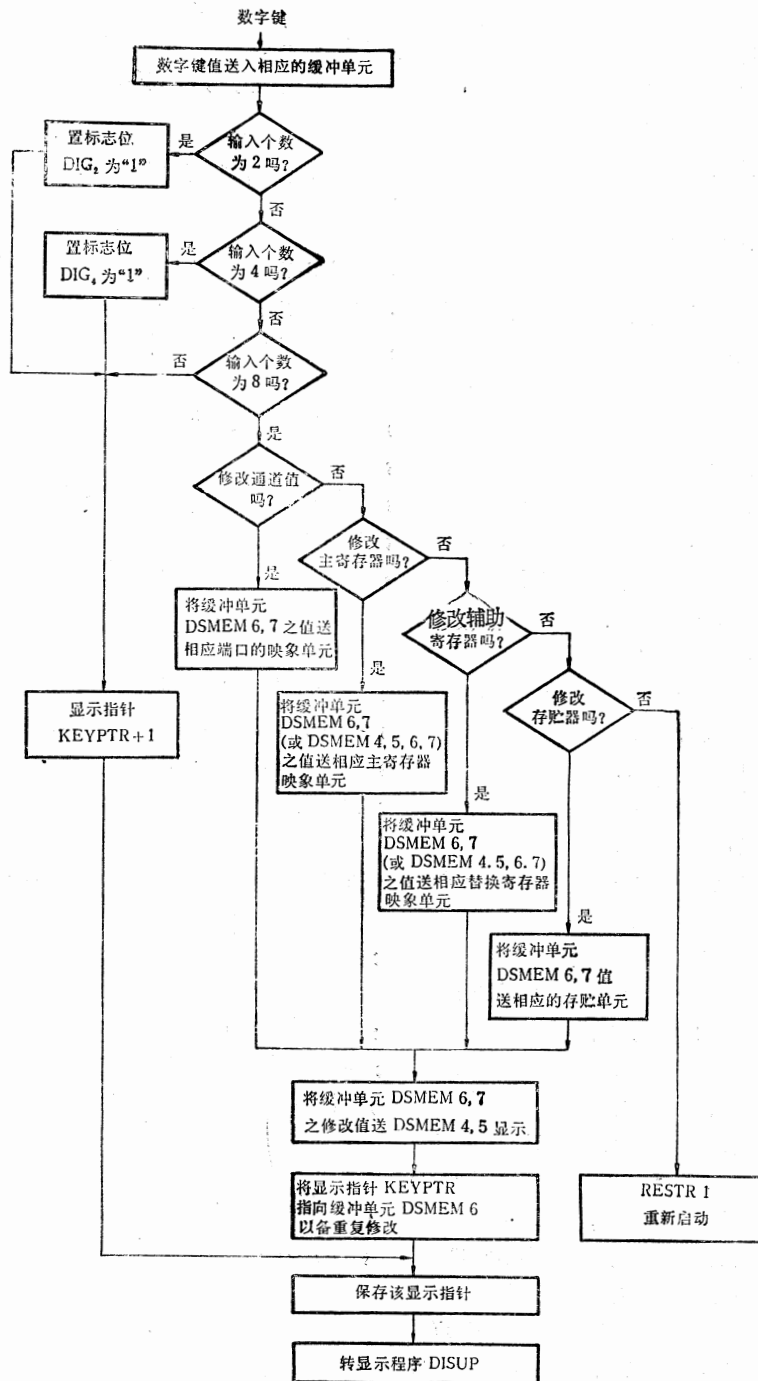 数字键
数字键值送入相应的缓冲单元
置标志位
DIG₂ 为“1”
是
输入个数
为 2 吗？
否
置标志位
DIG₄ 为“1”
是
输入个数
为 4 吗？
否
否
输入个数
为 8 吗？
是
修改通道值
吗？
否
修改
主寄存器吗？
否
是
将缓冲单元
DSMEM 6, 7 之值送
相应端口的映象单元
修改辅助
寄存器吗？
否
是
显示指针
KEYPTR+1
将缓冲单元
DSMEM 6, 7
(或 DSMEM 4, 5, 6, 7)
之值送相应主寄存器
映象单元
修改
存贮器吗？
否
是
将缓冲单元
DSMEM 6, 7
(或 DSMEM 4. 5, 6. 7)
之值送相应替换寄存器
映象单元
是
将缓冲单元
DSMEM 6, 7 值
送相应的存贮单元
将缓冲单元 DSMEM 6, 7
之修改值送 DSMEM 4, 5 显示
将显示指针 KEYPTR
指向缓冲单元 DSMEM 6
以备重复修改
RESTR 1
重新启动
保存该显示指针
转显示程序 DISUP